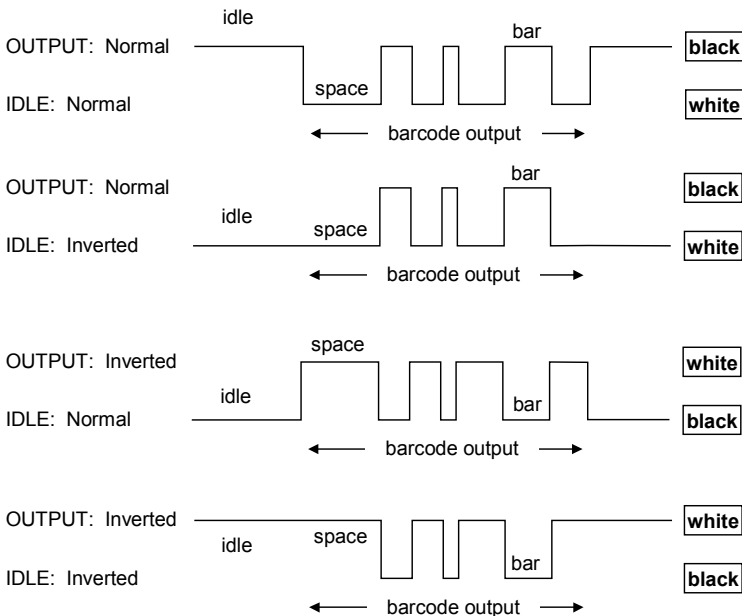 idle
OUTPUT: Normal bar black
space
IDLE: Normal white
barcode output
bar
OUTPUT: Normal black
idle space
IDLE: Inverted white
barcode output
space
OUTPUT: Inverted white
idle bar
IDLE: Normal black
barcode output
OUTPUT: Inverted white
idle space bar
IDLE: Inverted black
barcode output